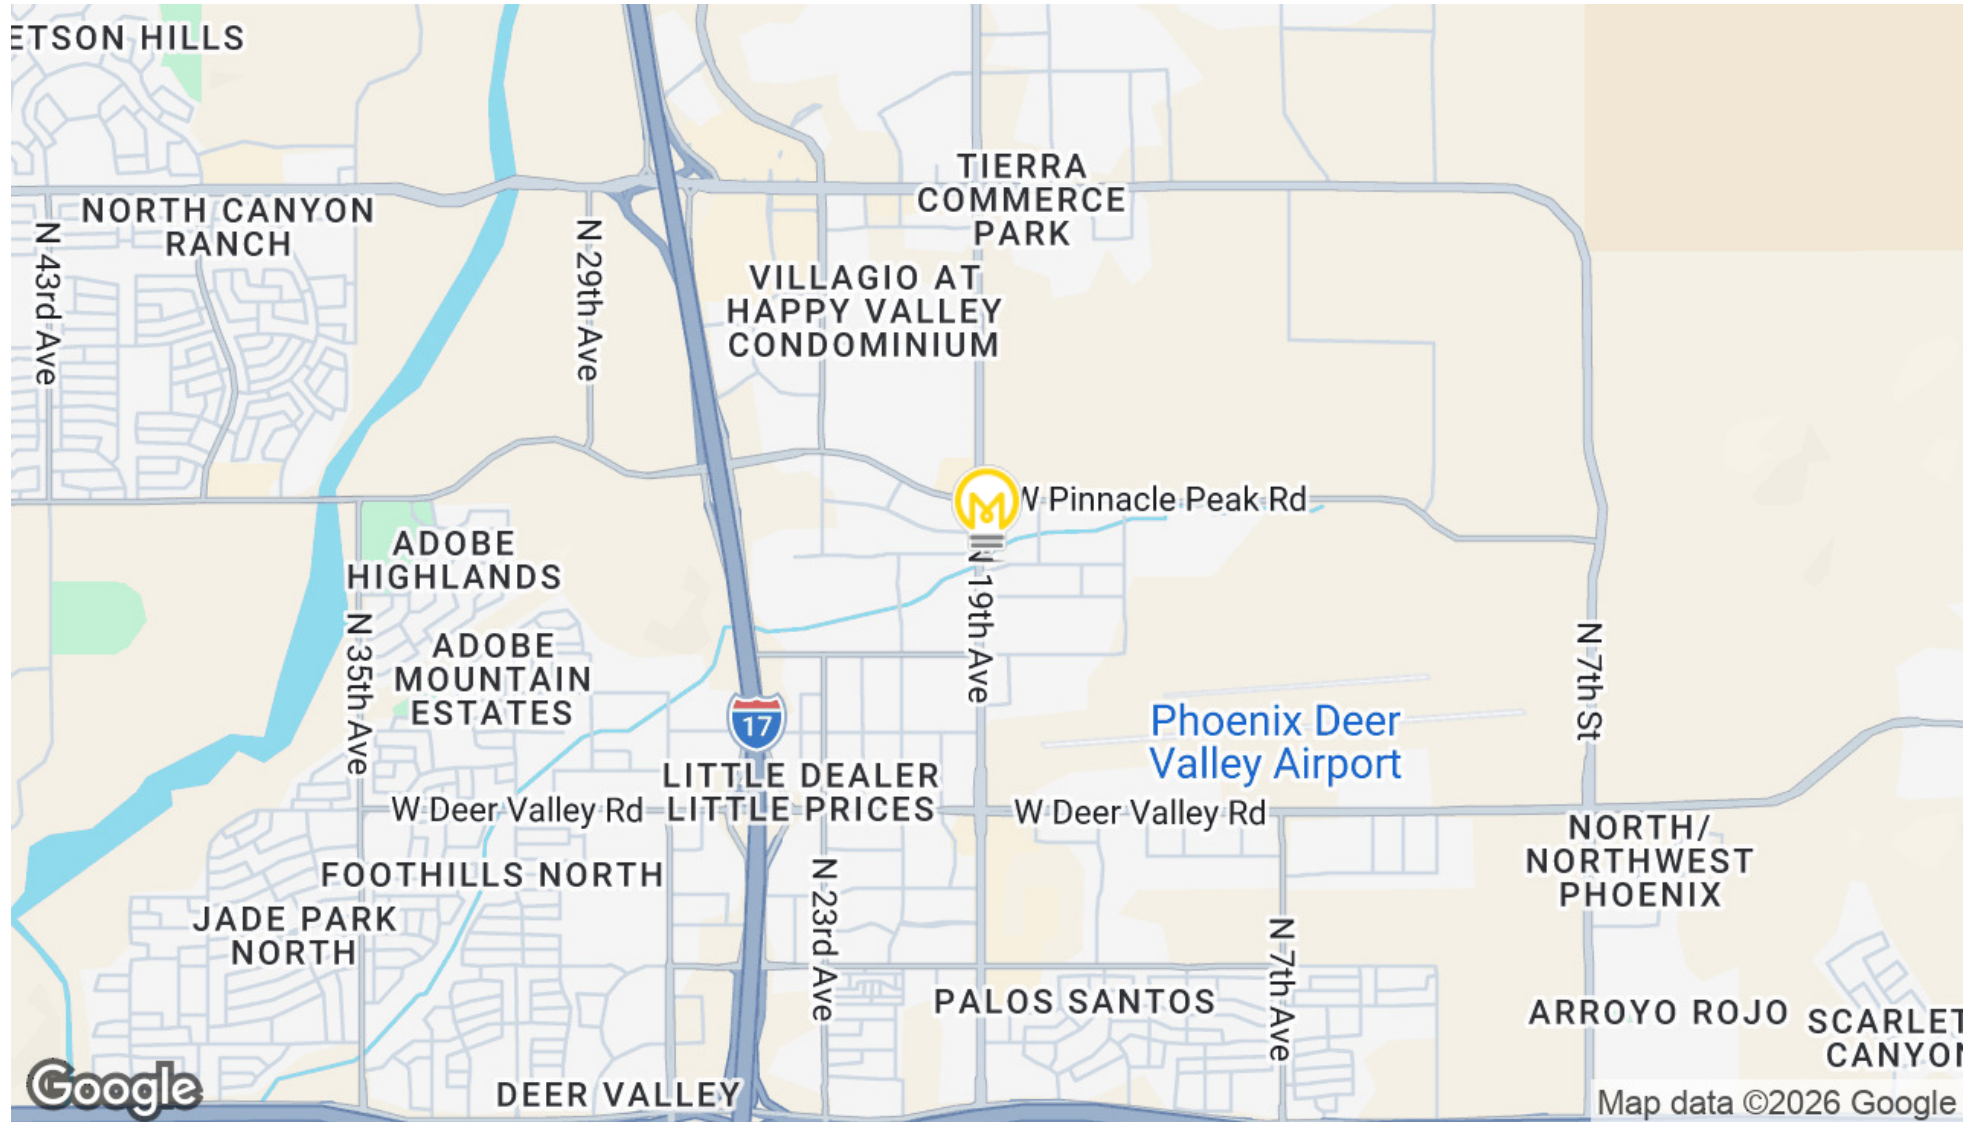 ETSON HILLS
TIERRA
COMMERCE
PARK
NORTH CANYON
RANCH
N 43rd Ave
N 29th Ave
VILLAGIO AT
HAPPY VALLEY
CONDOMINIUM
W Pinnacle Peak Rd
ADOBE
HIGHLANDS
N 19th Ave
N 35th Ave
ADOBE
MOUNTAIN
ESTATES
N 7th St
17
Phoenix Deer
Valley Airport
LITTLE DEALER
LITTLE PRICES
W Deer Valley Rd
W Deer Valley Rd
NORTH/
NORTHWEST
PHOENIX
FOOTHILLS NORTH
N 23rd Ave
JADE PARK
NORTH
N 7th Ave
PALOS SANTOS
ARROYO ROJO
SCARLET
CANYON
DEER VALLEY
Google
Map data ©2026 Google